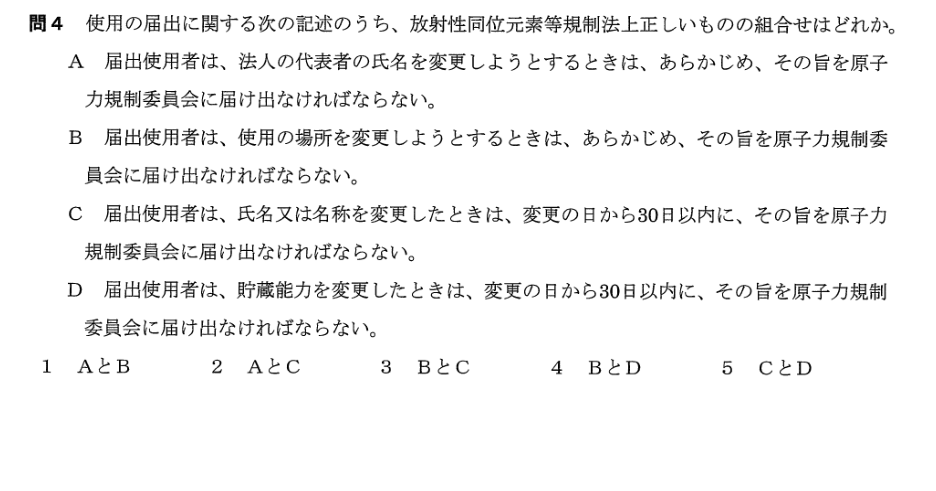 問4　使用の届出に関する次の記述のうち、放射性同位元素等規制法上正しいものの組合せはどれか。
A　届出使用者は、法人の代表者の氏名を変更しようとするときは、あらかじめ、その旨を原子
力規制委員会に届け出なければならない。
B　届出使用者は、使用の場所を変更しようとするときは、あらかじめ、その旨を原子力規制委
員会に届け出なければならない。
C　届出使用者は、氏名又は名称を変更したときは、変更の日から30日以内に、その旨を原子力
規制委員会に届け出なければならない。
D　届出使用者は、貯蔵能力を変更したときは、変更の日から30日以内に、その旨を原子力規制
委員会に届け出なければならない。
1　AとB　2　AとC　3　BとC　4　BとD　5　CとD